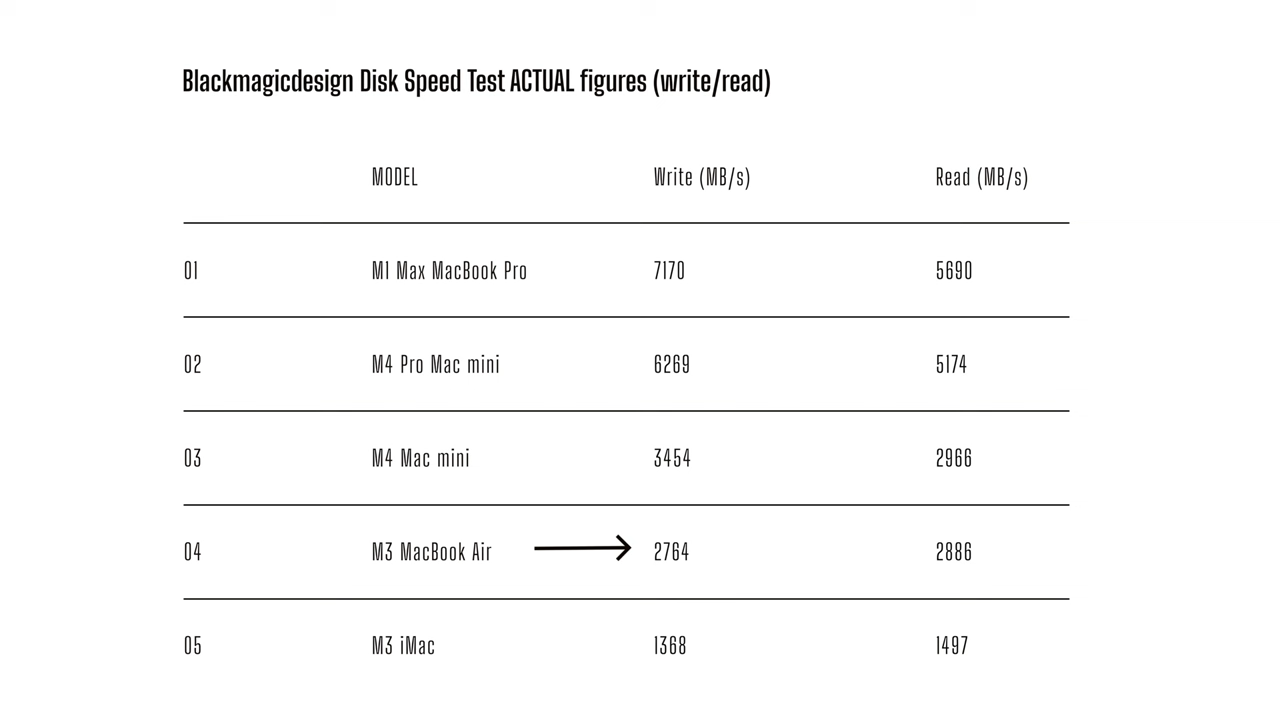 Blackmagicdesign Disk Speed Test ACTUAL figures (write/read)
MODEL Write (MB/s) Read (MB/s)
01 M1 Max MacBook Pro 7170 5690
02 M4 Pro Mac mini 6269 5174
03 M4 Mac mini 3454 2966
04 M3 MacBook Air 2764 2886
05 M3 iMac 1368 1497